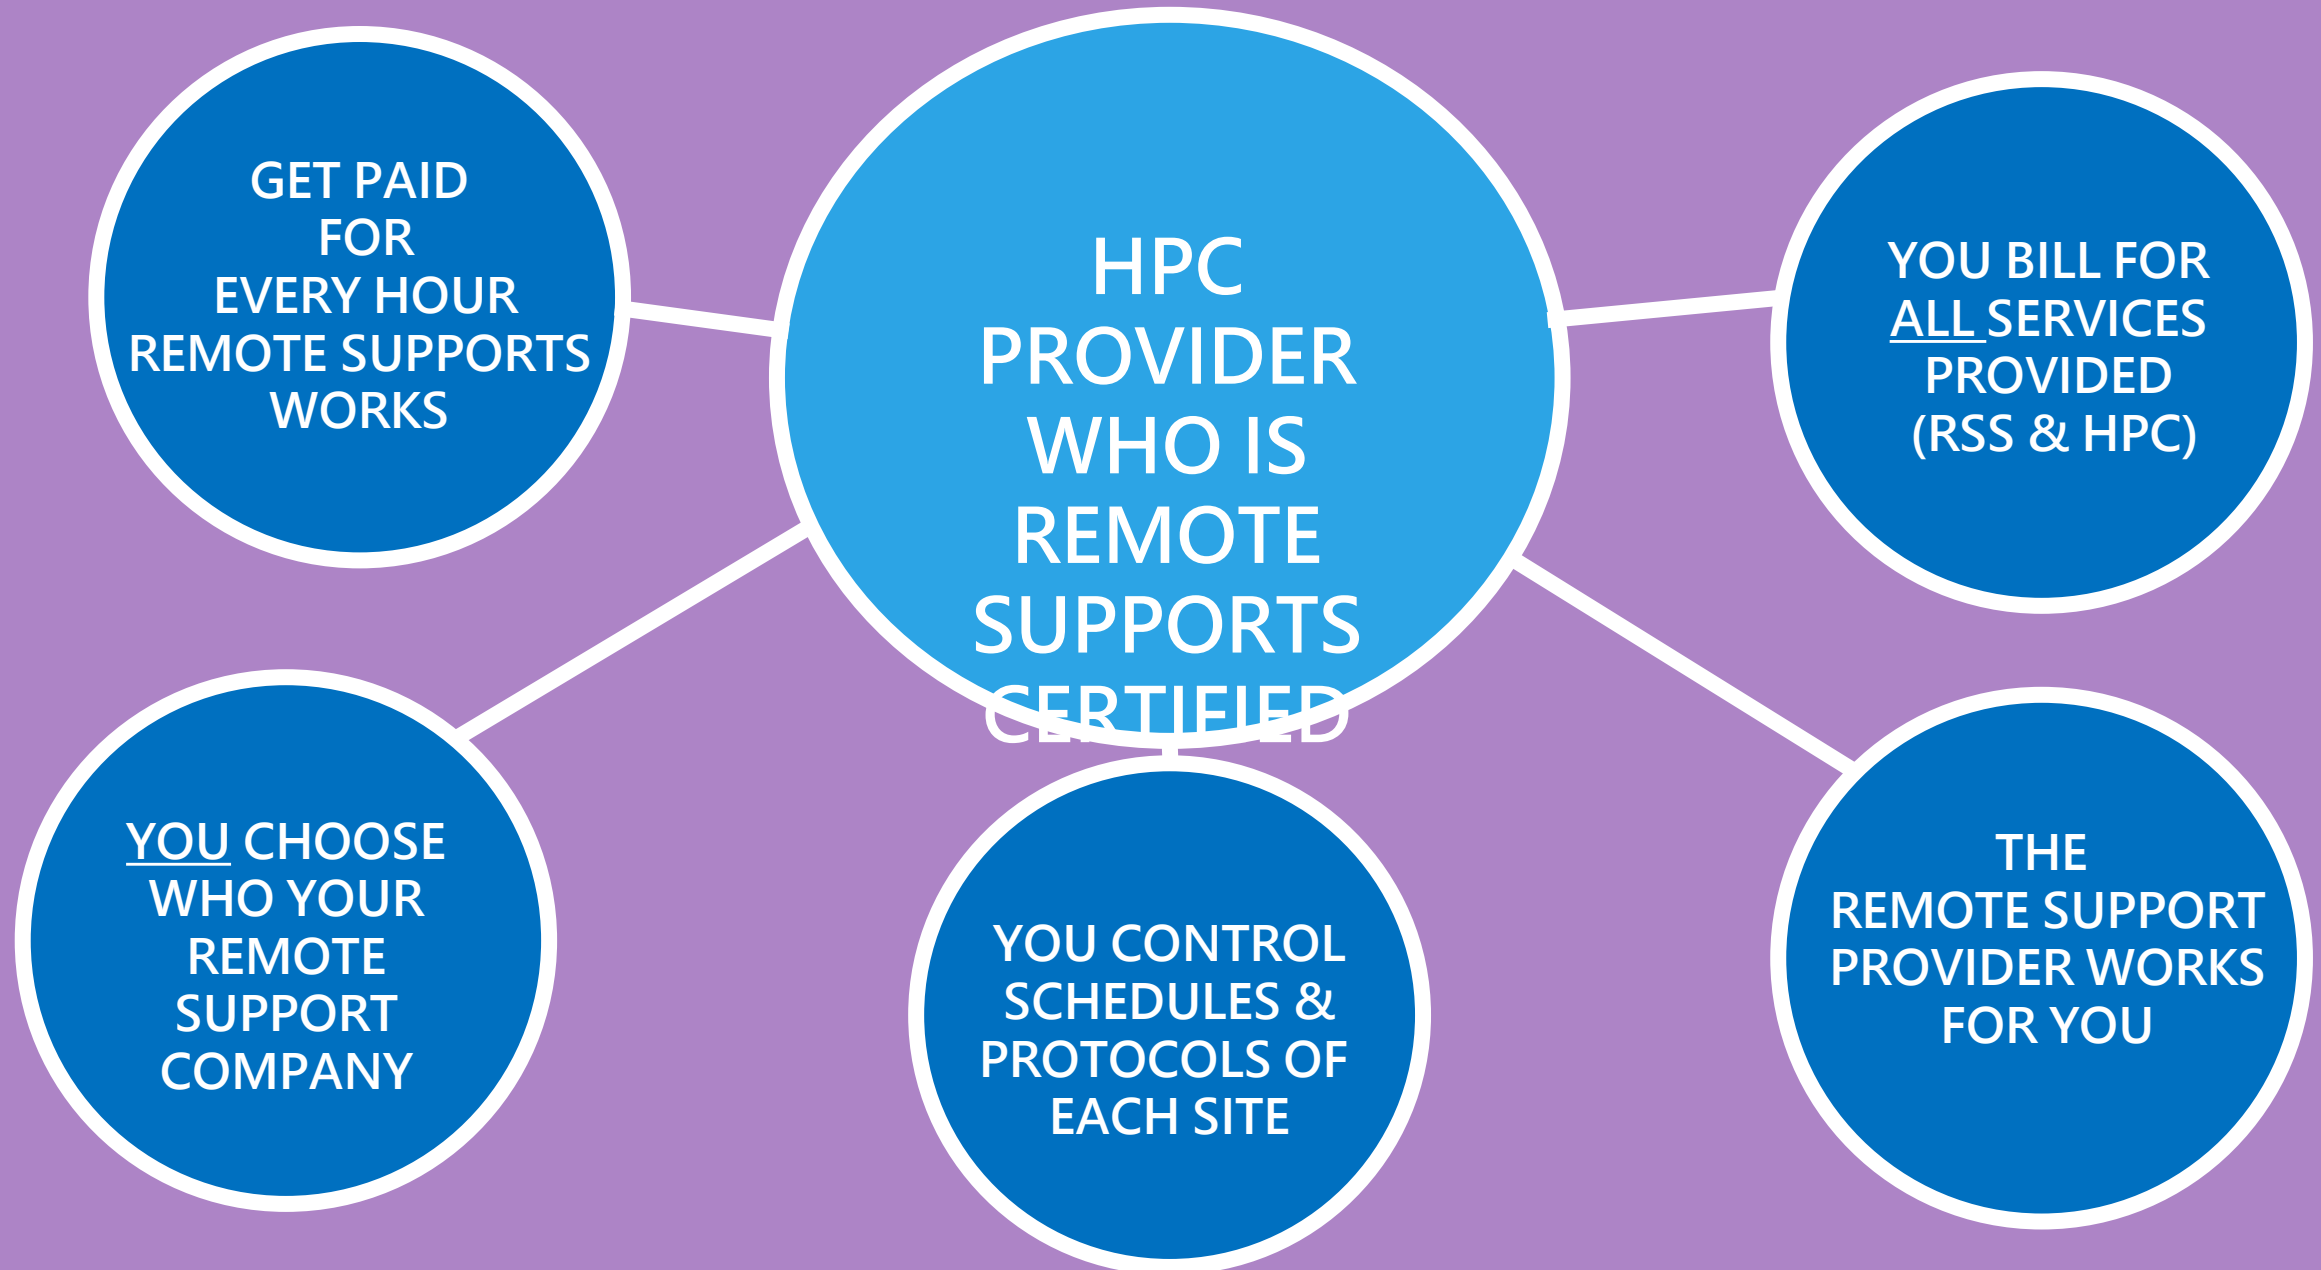 GET PAID
FOR
EVERY HOUR
REMOTE SUPPORTS
WORKS
HPC
PROVIDER
WHO IS
REMOTE
SUPPORTS
CERTIFIED
YOU BILL FOR
ALL SERVICES
PROVIDED
(RSS & HPC)
YOU CHOOSE
WHO YOUR
REMOTE
SUPPORT
COMPANY
YOU CONTROL
SCHEDULES &
PROTOCOLS OF
EACH SITE
THE
REMOTE SUPPORT
PROVIDER WORKS
FOR YOU